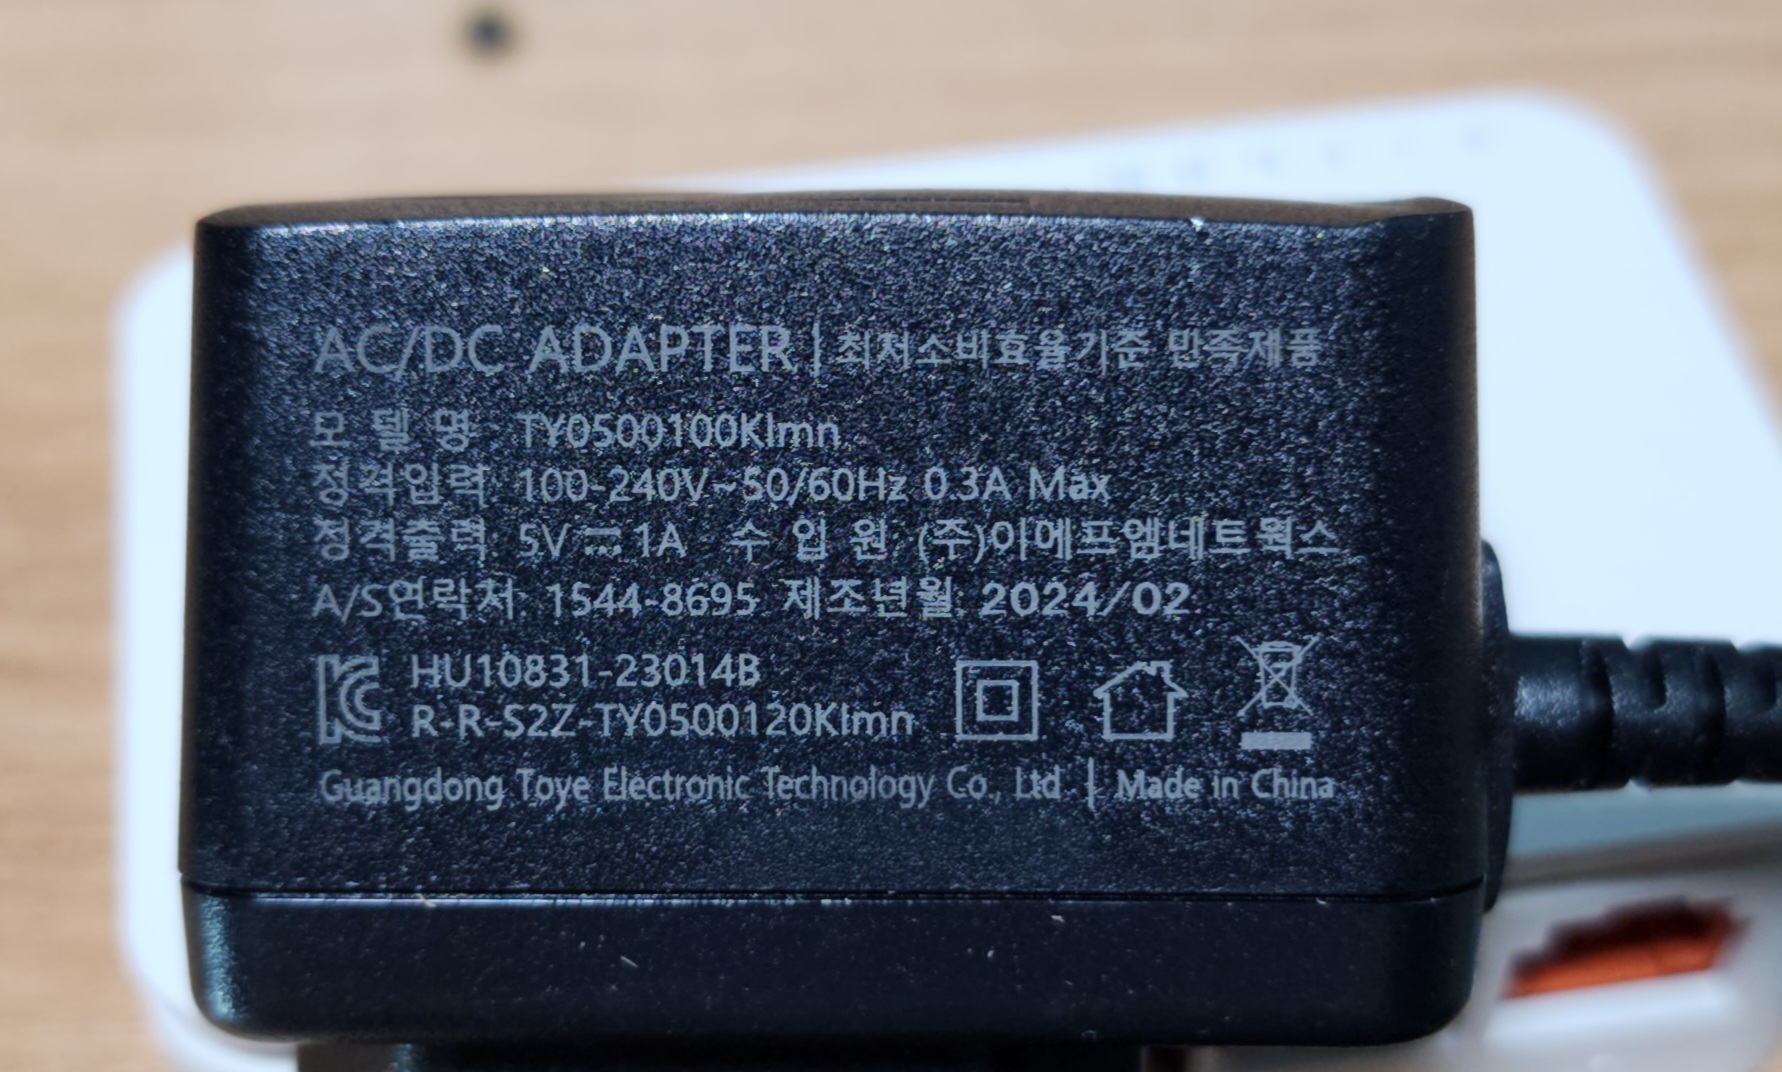 AC/DC ADAPTER | 최저소비효율기준 만족제품
모 델 명 TY0500100Klmn
정격입력 100-240V~50/60Hz 0.3A Max
정격출력 5V⎓1A 수 입 원 (주)이에프엠네트웍스
A/S연락처 1544-8695 제조년월 2024/02
HU10831-23014B
R-R-S2Z-TY0500120Klmn
Guangdong Toye Electronic Technology Co., Ltd | Made in China